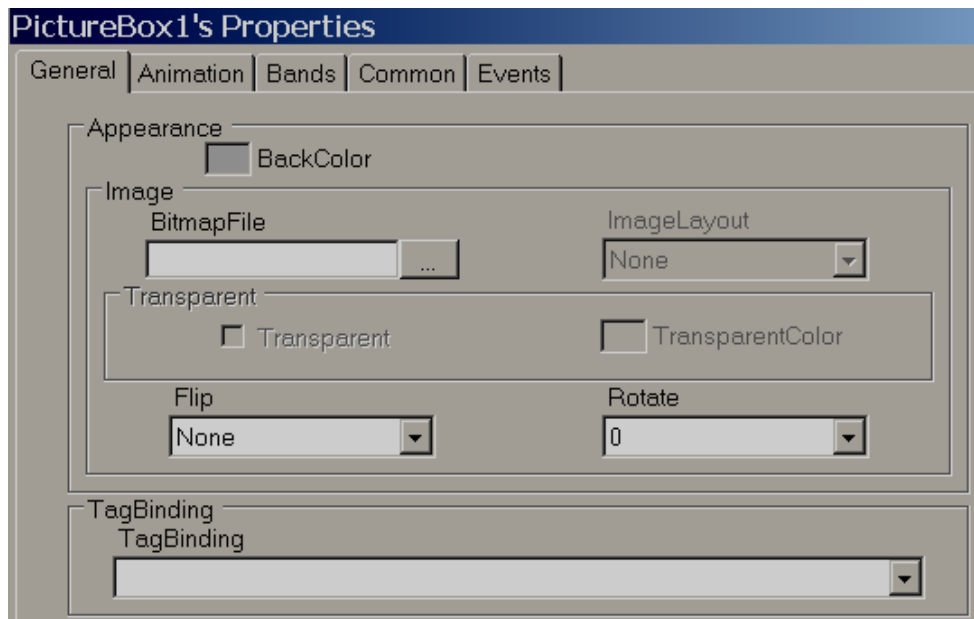 PictureBox1's Properties
General Animation Bands Common Events
Appearance
BackColor
Image
BitmapFile ImageLayout
... None
Transparent
Transparent TransparentColor
Flip Rotate
None 0
TagBinding
TagBinding